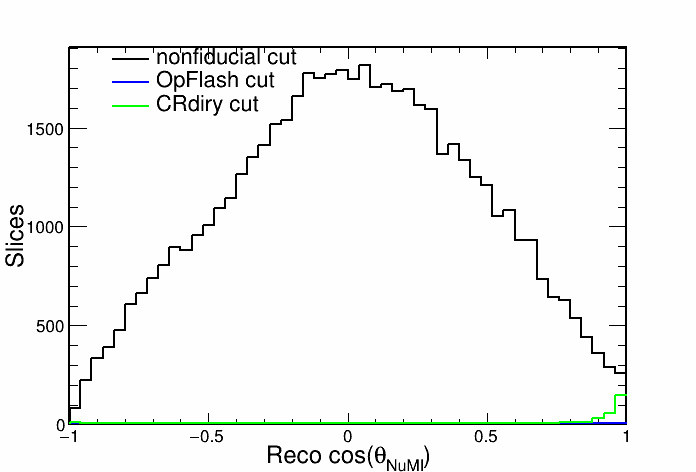 nonfiducial cut
OpFlash cut
CRdiry cut
Slices
1500
1000
500
0
−1 −0.5 0 0.5 1
Reco cos(θNuMI)